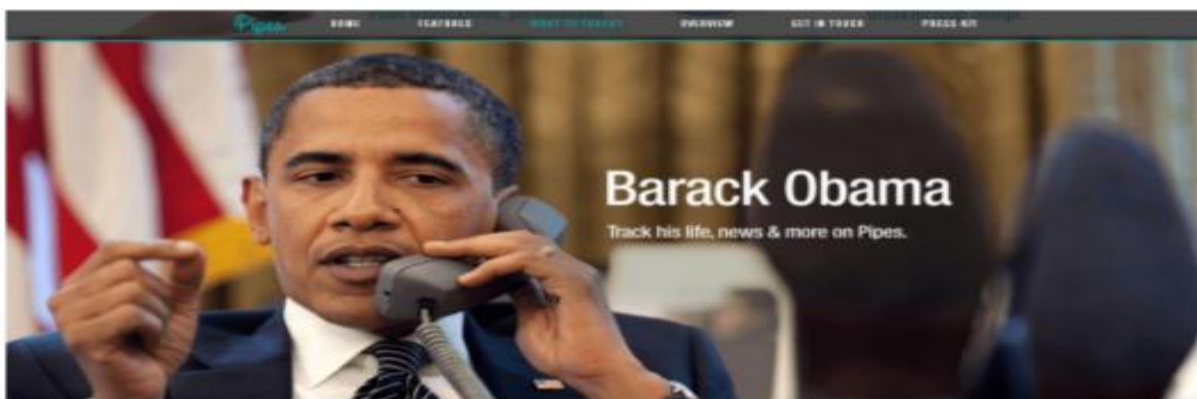 Pipes
HOME FEATURES WHAT TO TRACK? OVERVIEW GET IN TOUCH PRESS KIT
Barack Obama
Track his life, news & more on Pipes.